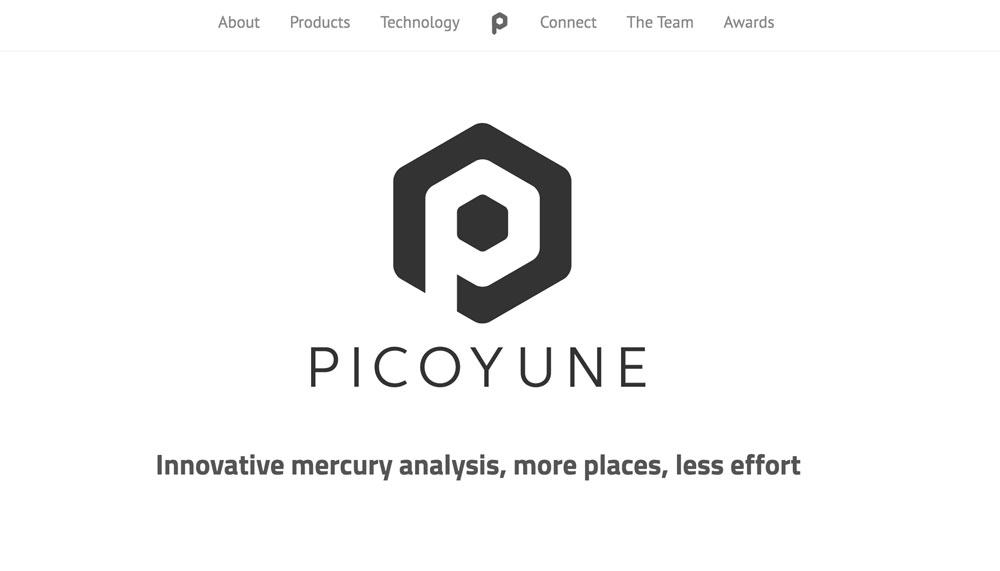 About Products Technology Connect The Team Awards
PICOYUNE
Innovative mercury analysis, more places, less effort